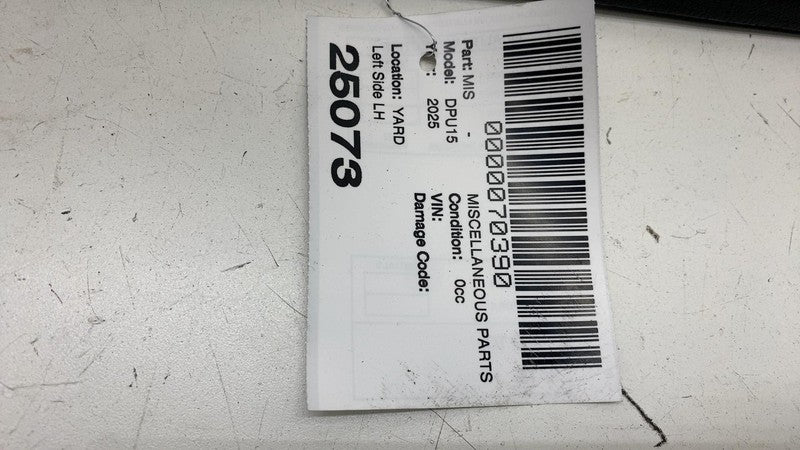 0000070390
Part: MIS - MISCELLANEOUS PARTS
Model: DPU15 Condition: 0cc
2025 VIN:
Damage Code:
Location: YARD
Left Side LH
25073